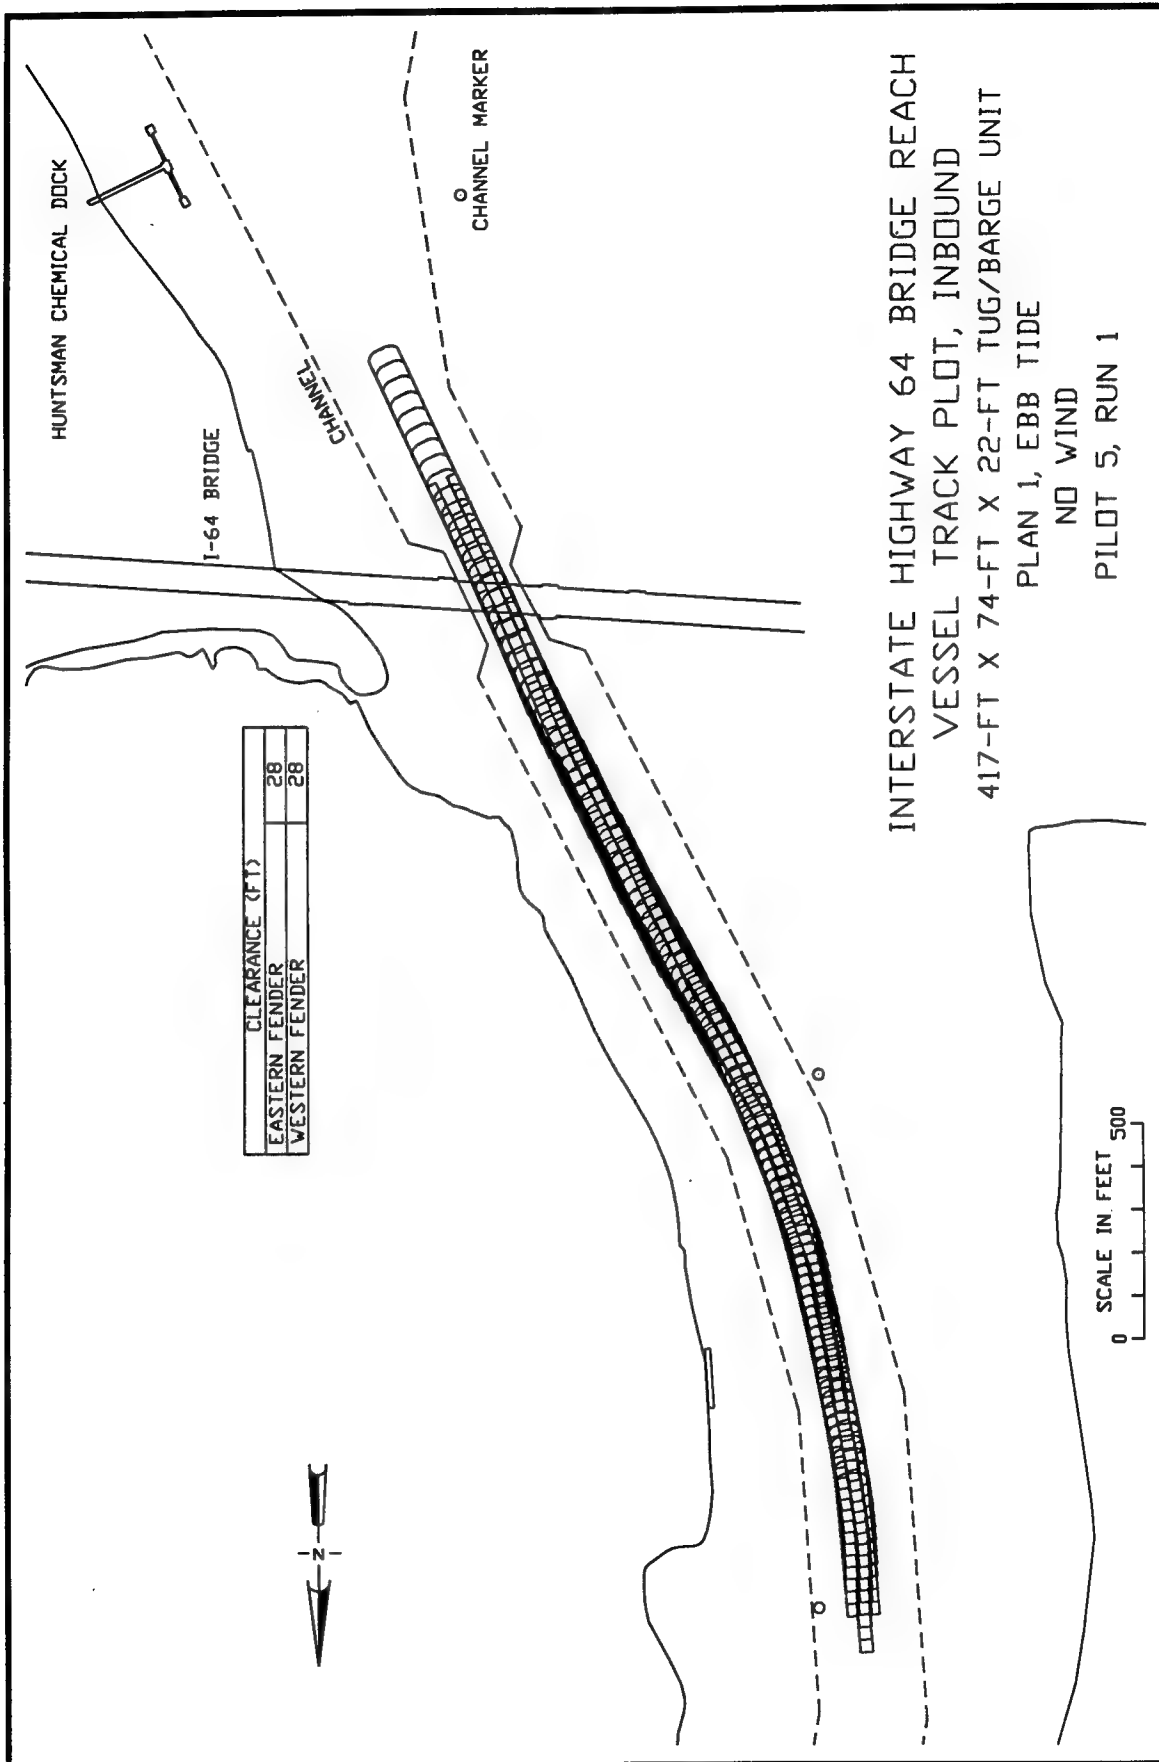 HUNTSMAN CHEMICAL DOCK
I-64 BRIDGE
CHANNEL
CHANNEL MARKER
CLEARANCE (FT)
EASTERN FENDER 28
WESTERN FENDER 28
N
INTERSTATE HIGHWAY 64 BRIDGE REACH
VESSEL TRACK PLOT, INBOUND
417-FT X 74-FT X 22-FT TUG/BARGE UNIT
PLAN 1, EBB TIDE
NO WIND
PILOT 5, RUN 1
SCALE IN FEET
0 500